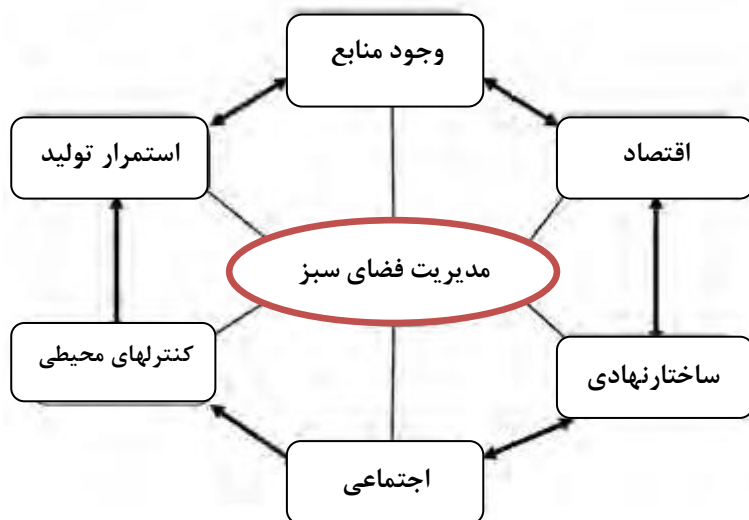 وجود منابع
استمرار تولید
اقتصاد
مدیریت فضای سبز
کنترلهای محیطی
ساختارنهادی
اجتماعی